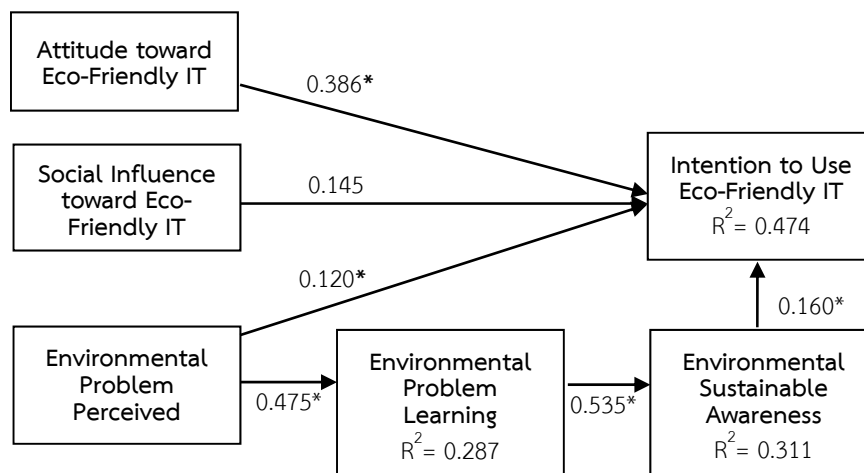 Attitude toward
Eco-Friendly IT
0.386*
Social Influence
toward Eco-
Friendly IT
0.145
Intention to Use
Eco-Friendly IT
R² = 0.474
0.120*
0.160*
Environmental
Problem
Perceived
0.475*
Environmental
Problem
Learning
R² = 0.287
0.535*
Environmental
Sustainable
Awareness
R² = 0.311